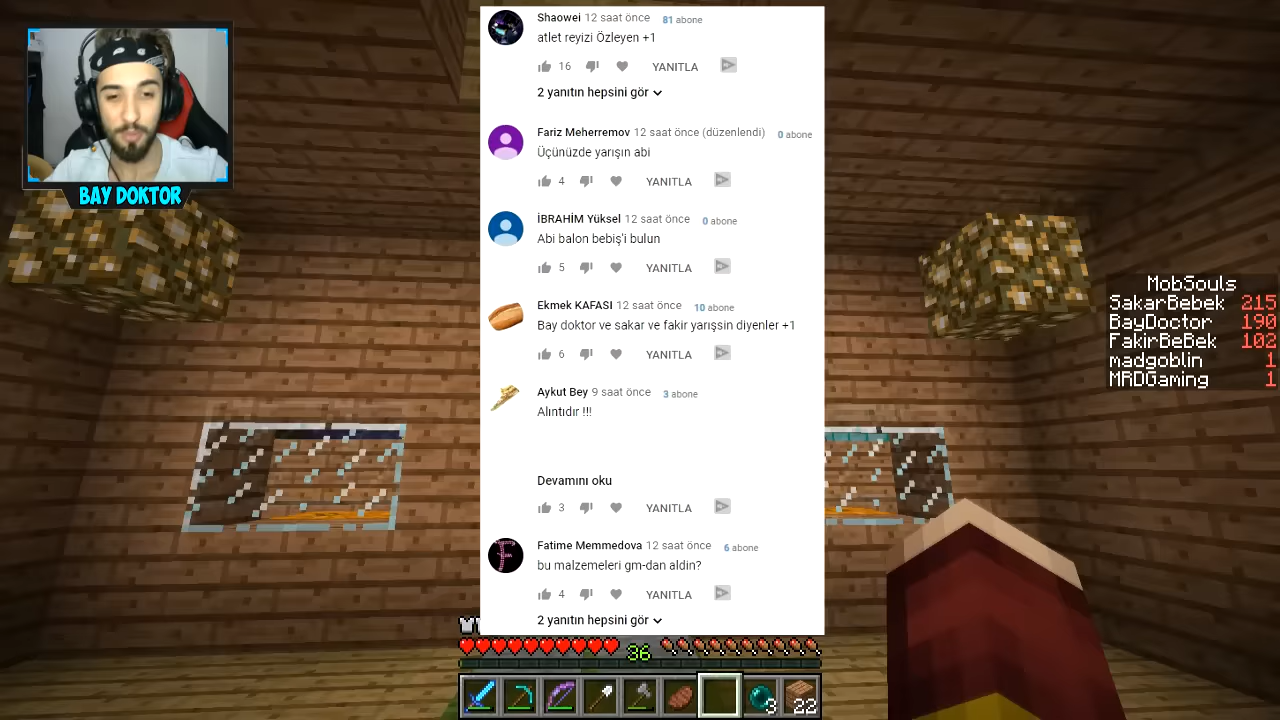 BAY DOKTOR
Shaowei 12 saat önce 81 abone
atlet reyizi Özleyen +1
16 YANITLA
2 yanıtın hepsini gör
Fariz Meherremov 12 saat önce (düzenlendi) 0 abone
Üçünüzde yarışın abi
4 YANITLA
İBRAHİM Yüksel 12 saat önce 0 abone
Abi balon bebiş'i bulun
5 YANITLA
Ekmek KAFASI 12 saat önce 10 abone
Bay doktor ve sakar ve fakir yarışsin diyenler +1
6 YANITLA
Aykut Bey 9 saat önce 3 abone
Alıntıdır !!!
Devamını oku
3 YANITLA
Fatime Memmedova 12 saat önce 6 abone
bu malzemeleri gm-dan aldin?
4 YANITLA
2 yanıtın hepsini gör
MobSouls
SakarBebek 215
BayDoctor 190
FakirBeBek 102
madgoblin 1
MRDGaming 1
36
3 22